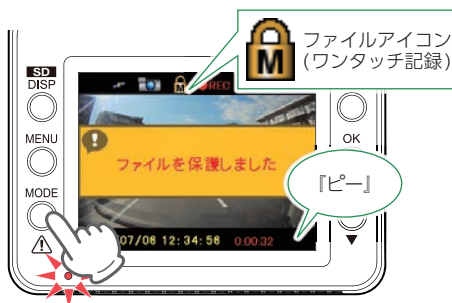 ファイルアイコン
(ワンタッチ記録)
M
SD
DISP
M
REC
MENU
OK
ファイルを保護しました
MODE
『ピー』
07/08 12:34:56 0:00:32